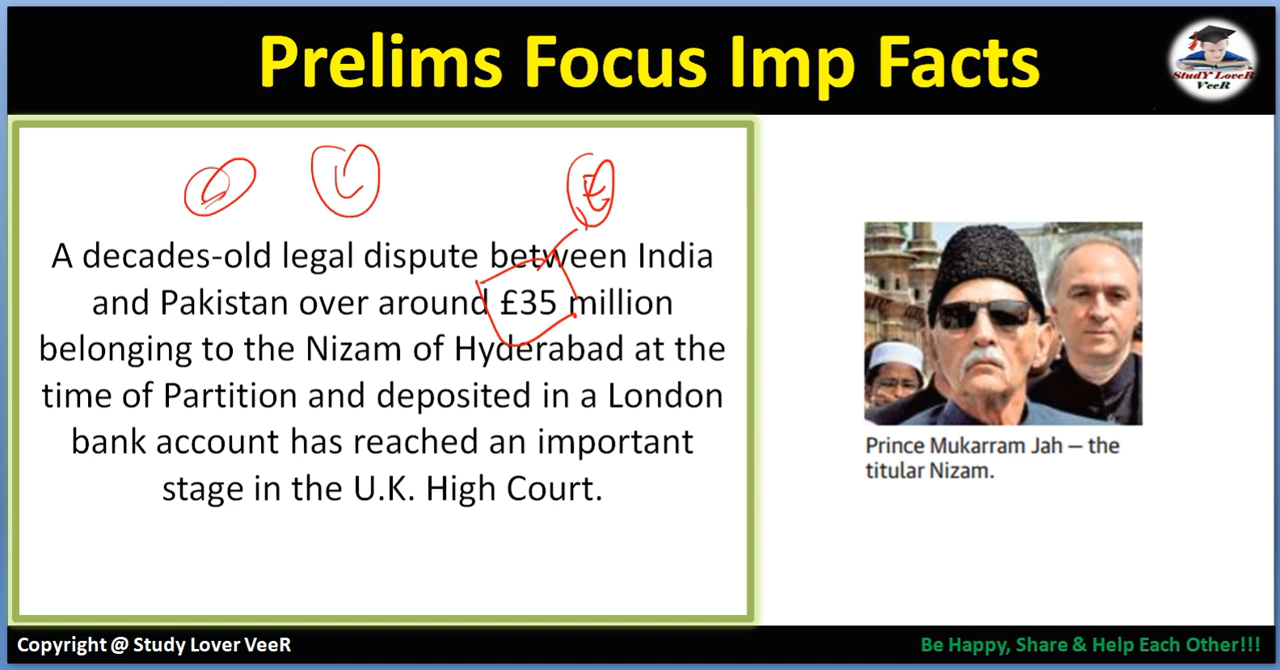 Prelims Focus Imp Facts
StudY LoveR
VeeR
A decades-old legal dispute between India
and Pakistan over around £35 million
belonging to the Nizam of Hyderabad at the
time of Partition and deposited in a London
bank account has reached an important
stage in the U.K. High Court.
Prince Mukarram Jah – the
titular Nizam.
Copyright @ Study Lover VeeR
Be Happy, Share & Help Each Other!!!